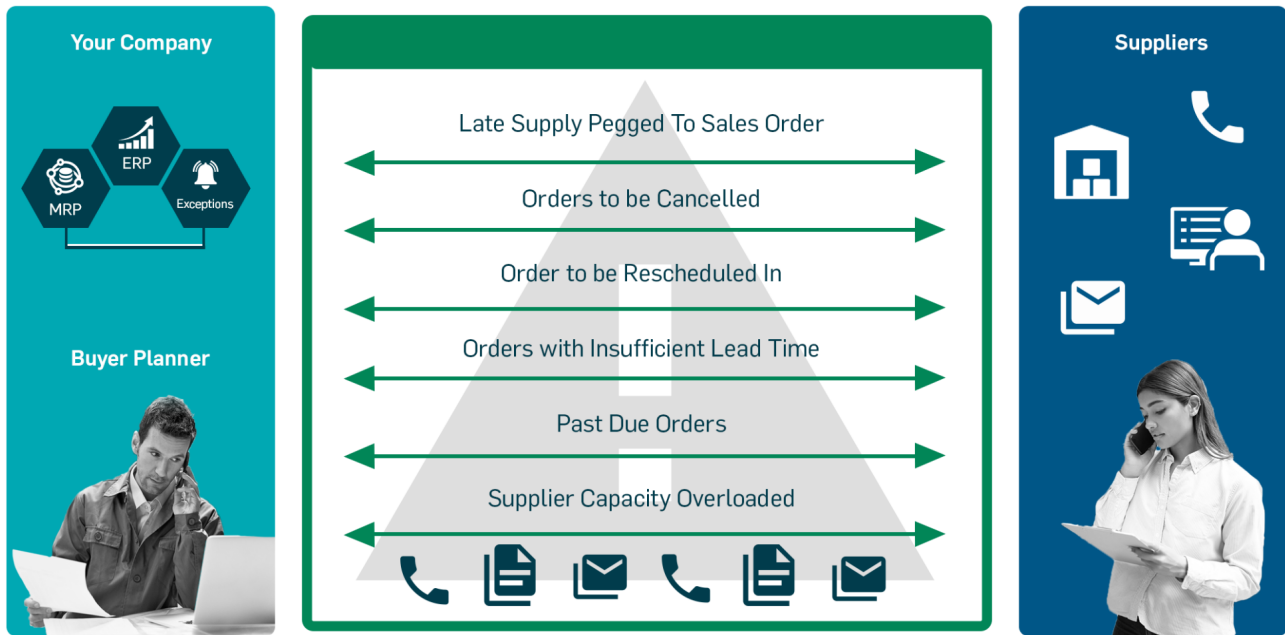 Your Company
ERP
MRP
Exceptions
Buyer Planner
Late Supply Pegged To Sales Order
Orders to be Cancelled
Order to be Rescheduled In
Orders with Insufficient Lead Time
Past Due Orders
Supplier Capacity Overloaded
Suppliers